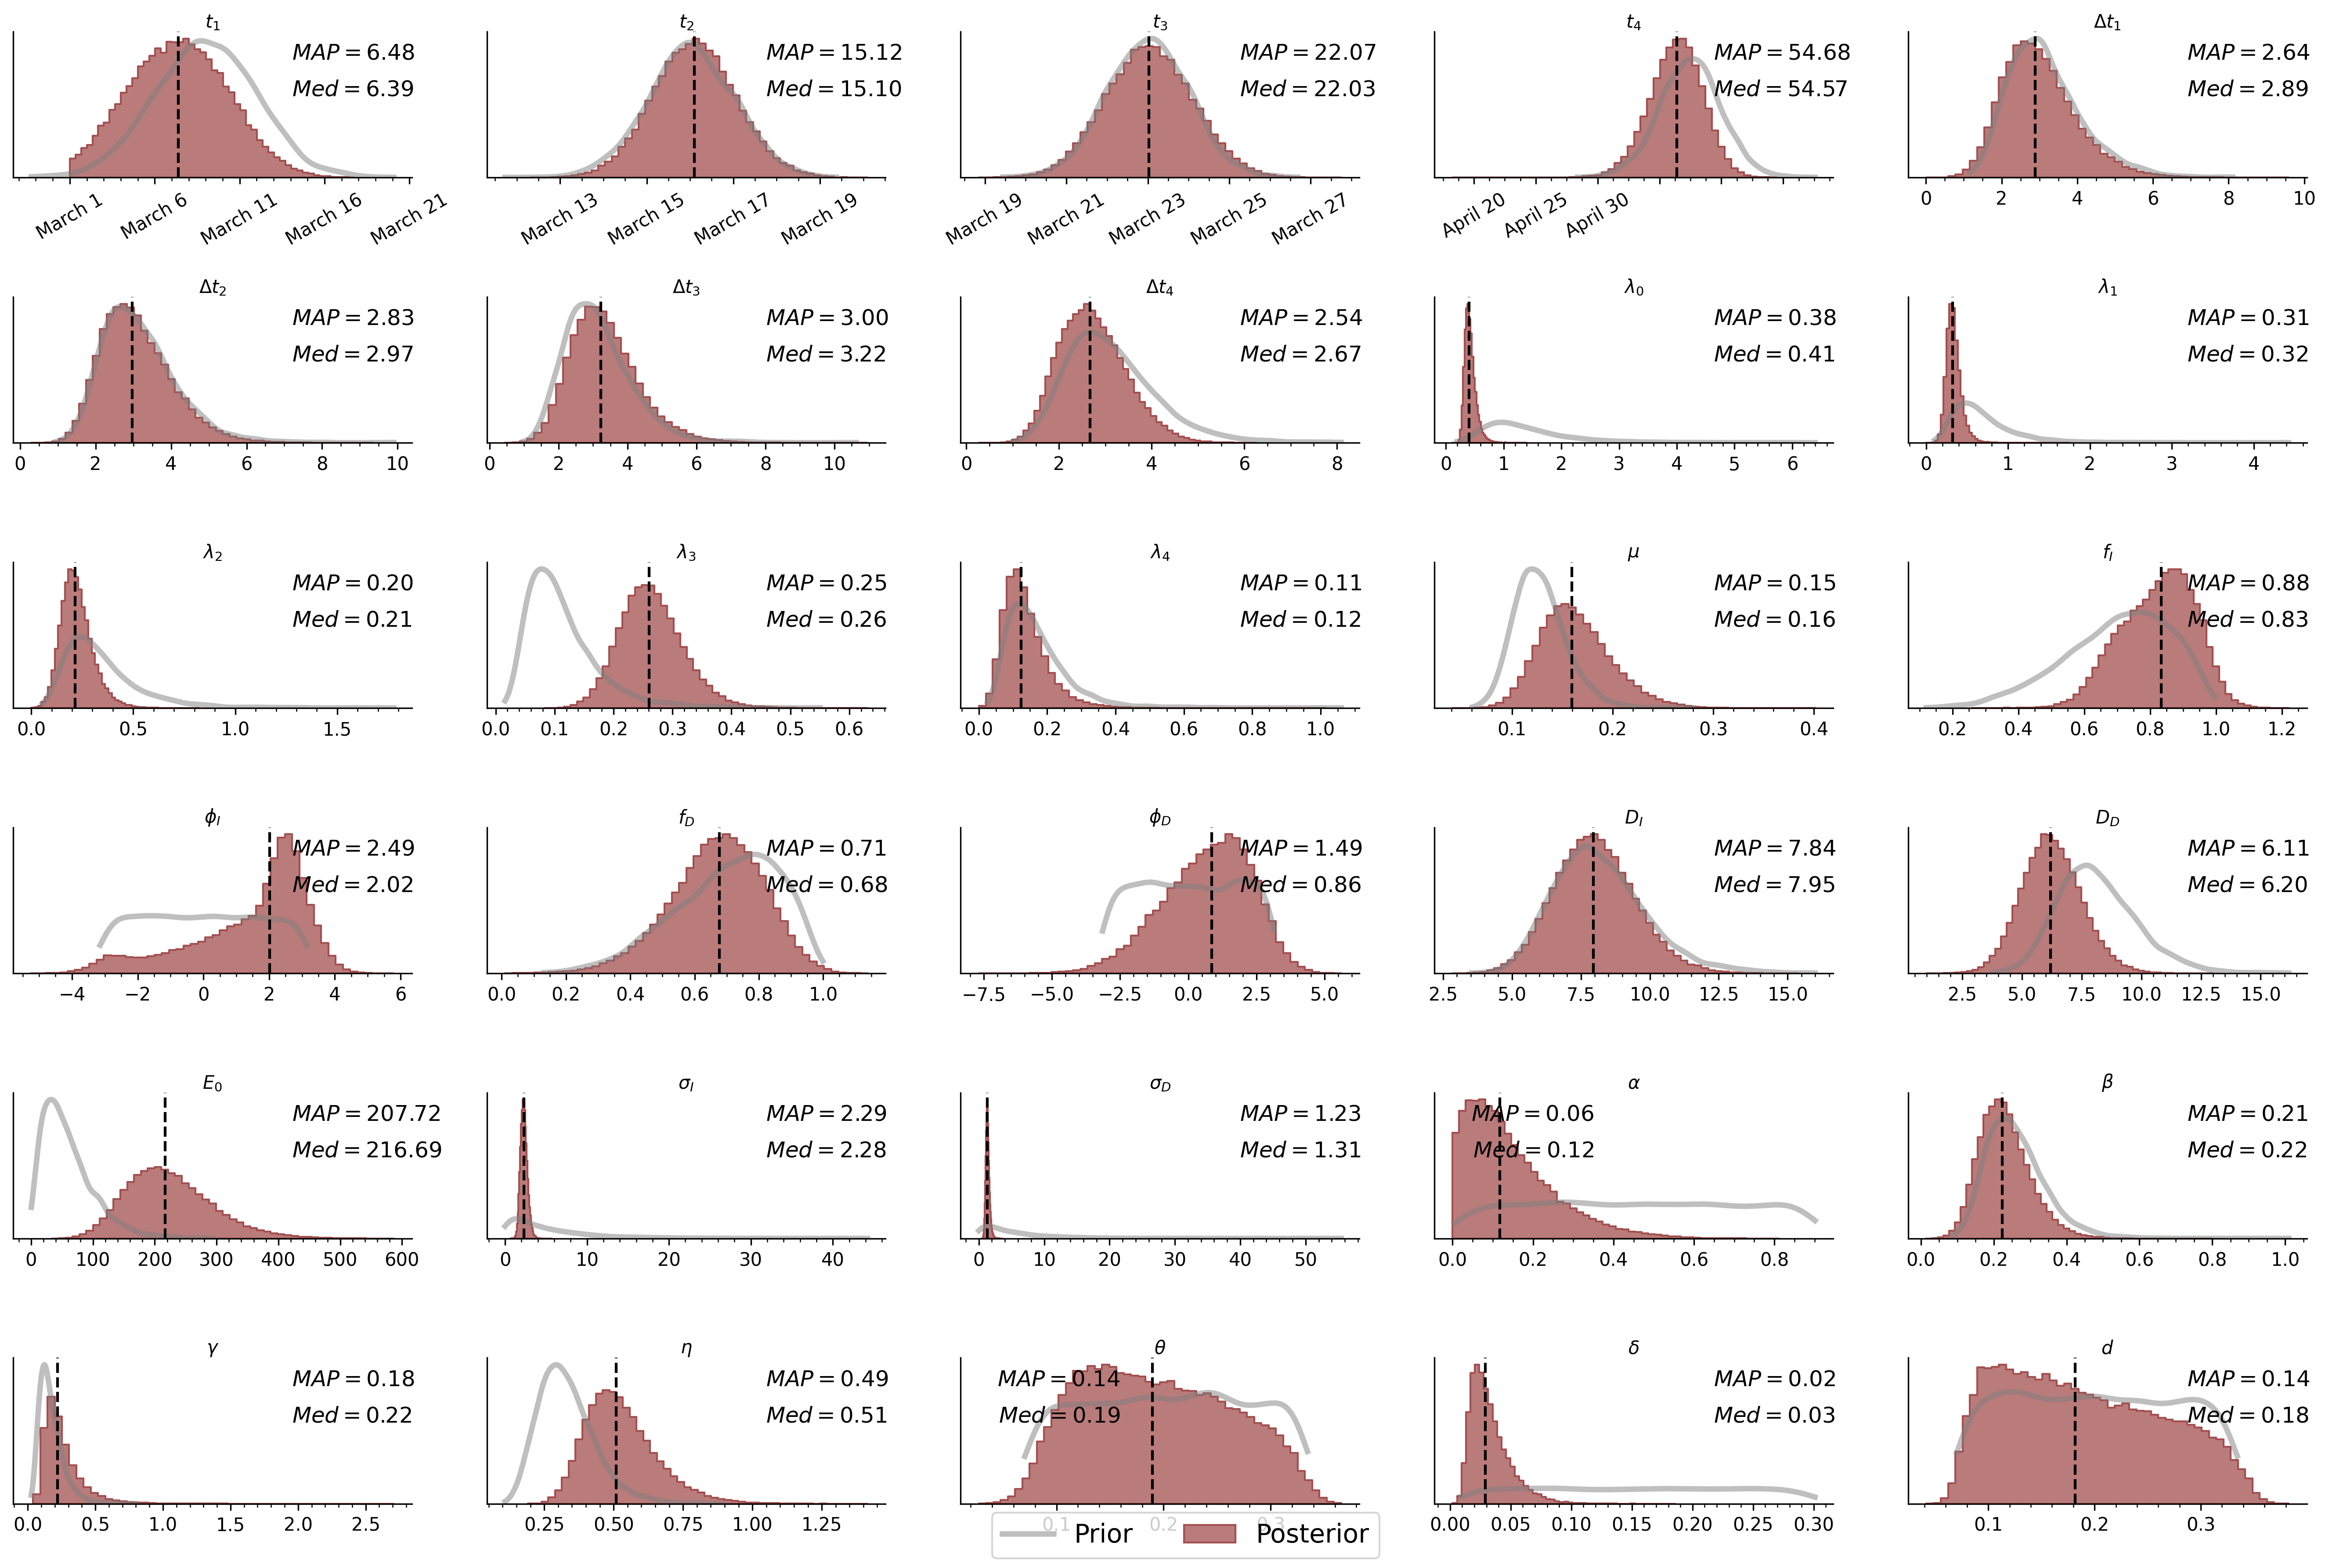 t₁ t₂ t₃ t₄ Δt₁
MAP = 6.48 MAP = 15.12 MAP = 22.07 MAP = 54.68 MAP = 2.64
Med = 6.39 Med = 15.10 Med = 22.03 Med = 54.57 Med = 2.89
March 1 March 6 March 11 March 16 March 21 March 13 March 15 March 17 March 19 March 19 March 21 March 23 March 25 March 27 April 20 April 25 April 30 0 2 4 6 8 10
Δt₂ Δt₃ Δt₄ λ₀ λ₁
MAP = 2.83 MAP = 3.00 MAP = 2.54 MAP = 0.38 MAP = 0.31
Med = 2.97 Med = 3.22 Med = 2.67 Med = 0.41 Med = 0.32
0 2 4 6 8 10 0 2 4 6 8 10 0 2 4 6 8 0 1 2 3 4 5 6 0 1 2 3 4
λ₂ λ₃ λ₄ μ f_I
MAP = 0.20 MAP = 0.25 MAP = 0.11 MAP = 0.15 MAP = 0.88
Med = 0.21 Med = 0.26 Med = 0.12 Med = 0.16 Med = 0.83
0.0 0.5 1.0 1.5 0.0 0.1 0.2 0.3 0.4 0.5 0.6 0.0 0.2 0.4 0.6 0.8 1.0 0.1 0.2 0.3 0.4 0.2 0.4 0.6 0.8 1.0 1.2
ϕ_I f_D ϕ_D D_I D_D
MAP = 2.49 MAP = 0.71 MAP = 1.49 MAP = 7.84 MAP = 6.11
Med = 2.02 Med = 0.68 Med = 0.86 Med = 7.95 Med = 6.20
−4 −2 0 2 4 6 0.0 0.2 0.4 0.6 0.8 1.0 −7.5 −5.0 −2.5 0.0 2.5 5.0 2.5 5.0 7.5 10.0 12.5 15.0 2.5 5.0 7.5 10.0 12.5 15.0
E₀ σ_I σ_D α β
MAP = 207.72 MAP = 2.29 MAP = 1.23 MAP = 0.06 MAP = 0.21
Med = 216.69 Med = 2.28 Med = 1.31 Med = 0.12 Med = 0.22
0 100 200 300 400 500 600 0 10 20 30 40 0 10 20 30 40 50 0.0 0.2 0.4 0.6 0.8 0.0 0.2 0.4 0.6 0.8 1.0
γ η θ δ d
MAP = 0.18 MAP = 0.49 MAP = 0.14 MAP = 0.02 MAP = 0.14
Med = 0.22 Med = 0.51 Med = 0.19 Med = 0.03 Med = 0.18
0.0 0.5 1.0 1.5 2.0 2.5 0.25 0.50 0.75 1.00 1.25 0.1 0.2 0.3 0.00 0.05 0.10 0.15 0.20 0.25 0.30 0.1 0.2 0.3
Prior Posterior